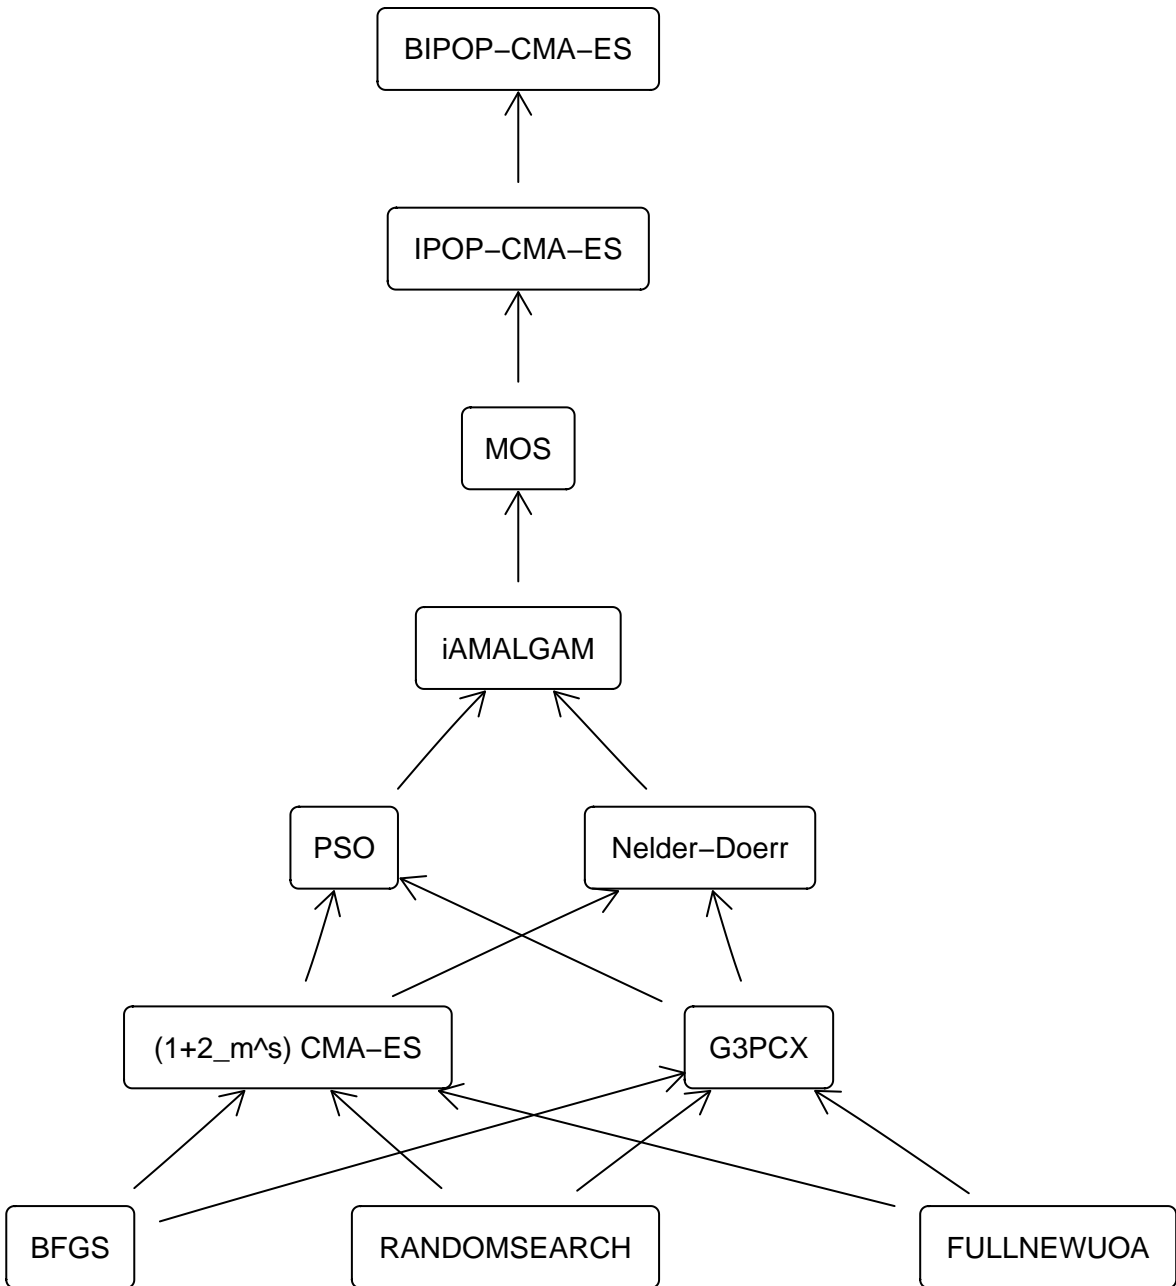 BIPOP−CMA−ES
IPOP−CMA−ES
MOS
iAMALGAM
PSO
Nelder−Doerr
(1+2_m^s) CMA−ES
G3PCX
BFGS
RANDOMSEARCH
FULLNEWUOA